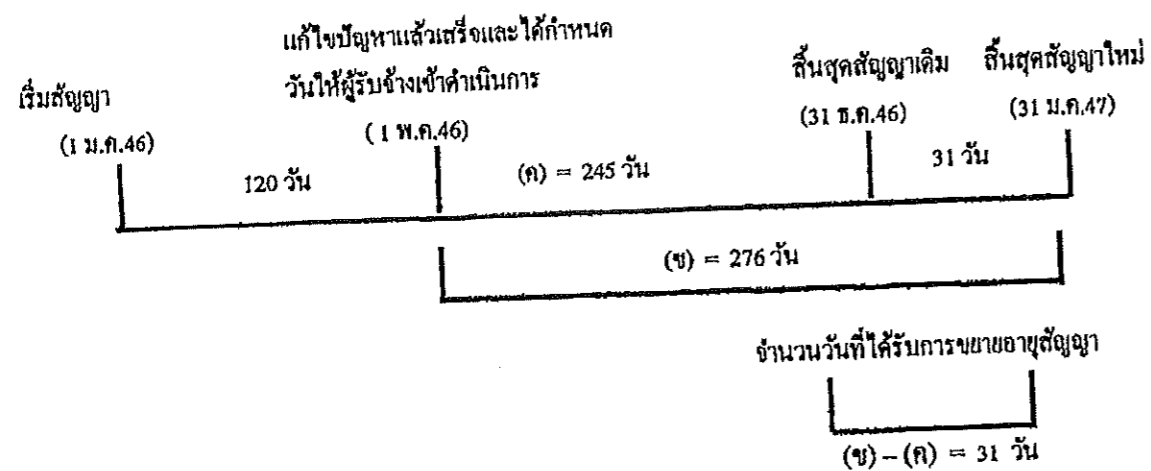 แก้ไขปัญหาแล้วเสร็จและได้กำหนด
วันให้ผู้รับจ้างเข้าดำเนินการ
เริ่มสัญญา
สิ้นสุดสัญญาเดิม
สิ้นสุดสัญญาใหม่
(1 ม.ค.46)
(1 พ.ค.46)
(31 ธ.ค.46)
(31 ม.ค.47)
120 วัน
(ค) = 245 วัน
31 วัน
(ข) = 276 วัน
จำนวนวันที่ได้รับการขยายอายุสัญญา
(ข) – (ค) = 31 วัน